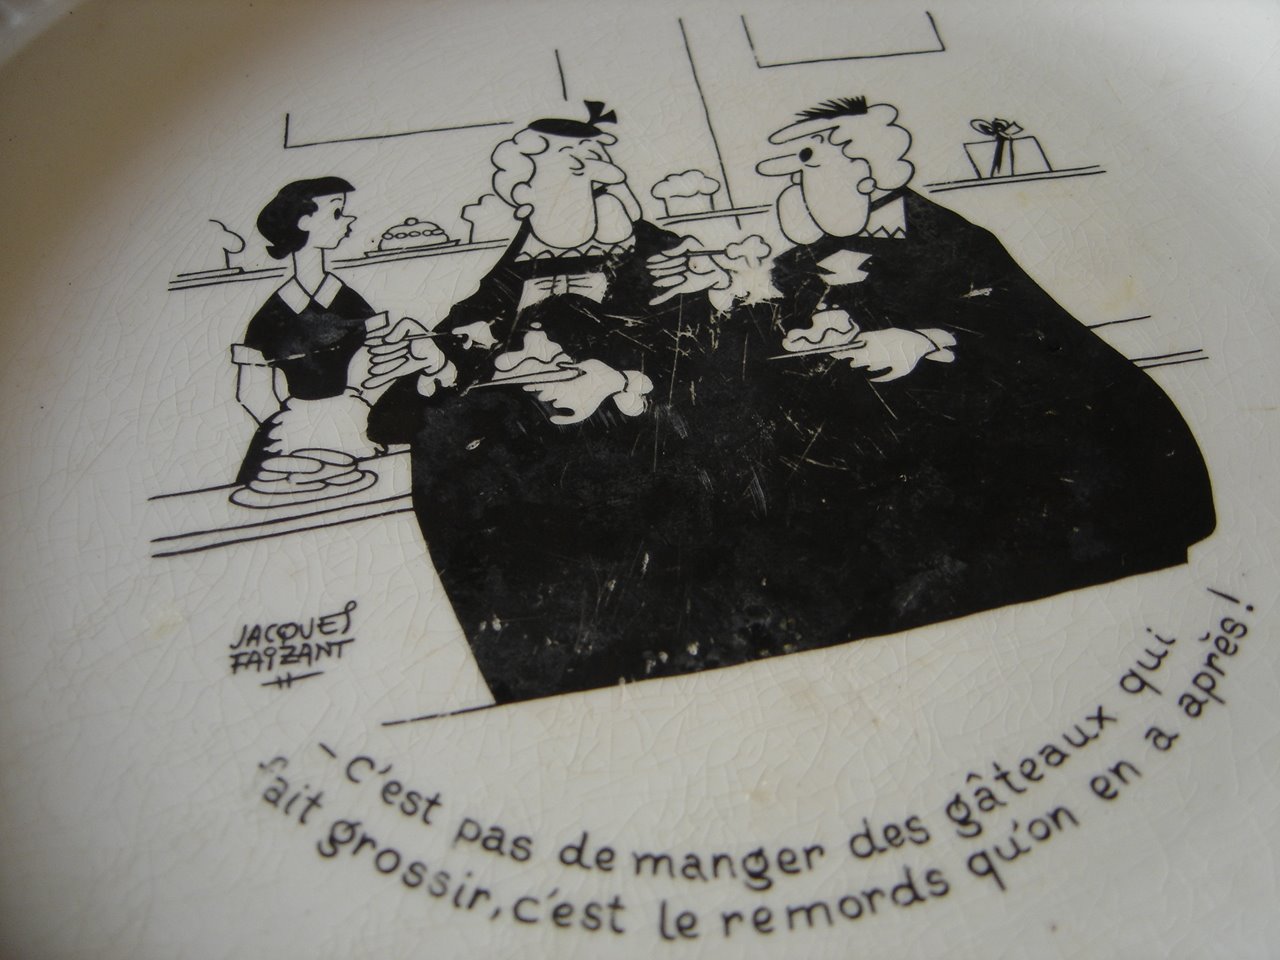 JACQUES
FAIZANT
- c'est pas de manger des gâteaux qui
fait grossir, c'est le remords qu'on en a après!